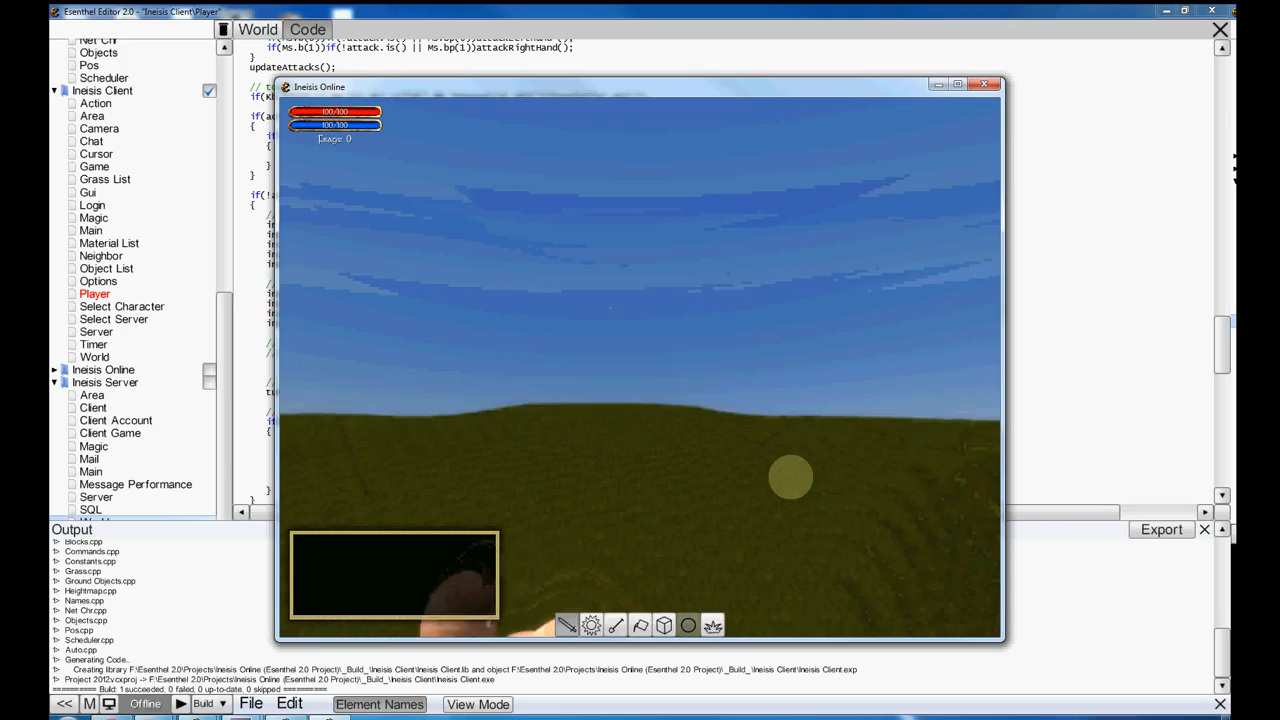 Esenthel Editor 2.0 - "Ineisis Client\Player"
World Code
Net Chr
Objects
Pos
Scheduler
Ineisis Client
Action
Area
Camera
Chat
Cursor
Game
Grass List
Gui
Login
Magic
Main
Material List
Neighbor
Object List
Options
Player
Select Character
Select Server
Server
Timer
World
Ineisis Online
Ineisis Server
Area
Client
Client Account
Client Game
Magic
Mail
Main
Message Performance
Server
SQL
if(Ms.b(1))if(!attack.is() || Ms.bp(1))attackRightHand();
}
updateAttacks();
{
{
}
}
{
{
}
}
Ineisis Online
100/100
100/100
Output
Export
Blocks.cpp
Commands.cpp
Constants.cpp
Grass.cpp
Ground Objects.cpp
Heightmap.cpp
Names.cpp
Net Chr.cpp
Objects.cpp
Pos.cpp
Scheduler.cpp
Auto.cpp
Generating Code...
Creating library F:\Esenthel 2.0\Projects\Ineisis Online (Esenthel 2.0 Project)\_Build_\Ineisis Client\Ineisis Client.lib and object F:\Esenthel 2.0\Projects\Ineisis Online (Esenthel 2.0 Project)\_Build_\Ineisis Client\Ineisis Client.exp
Project 2012.vcxproj -> F:\Esenthel 2.0\Projects\Ineisis Online (Esenthel 2.0 Project)\_Build_\Ineisis Client\Ineisis Client.exe
========== Build: 1 succeeded, 0 failed, 0 up-to-date, 0 skipped ==========
<< M Offline Build File Edit Element Names View Mode